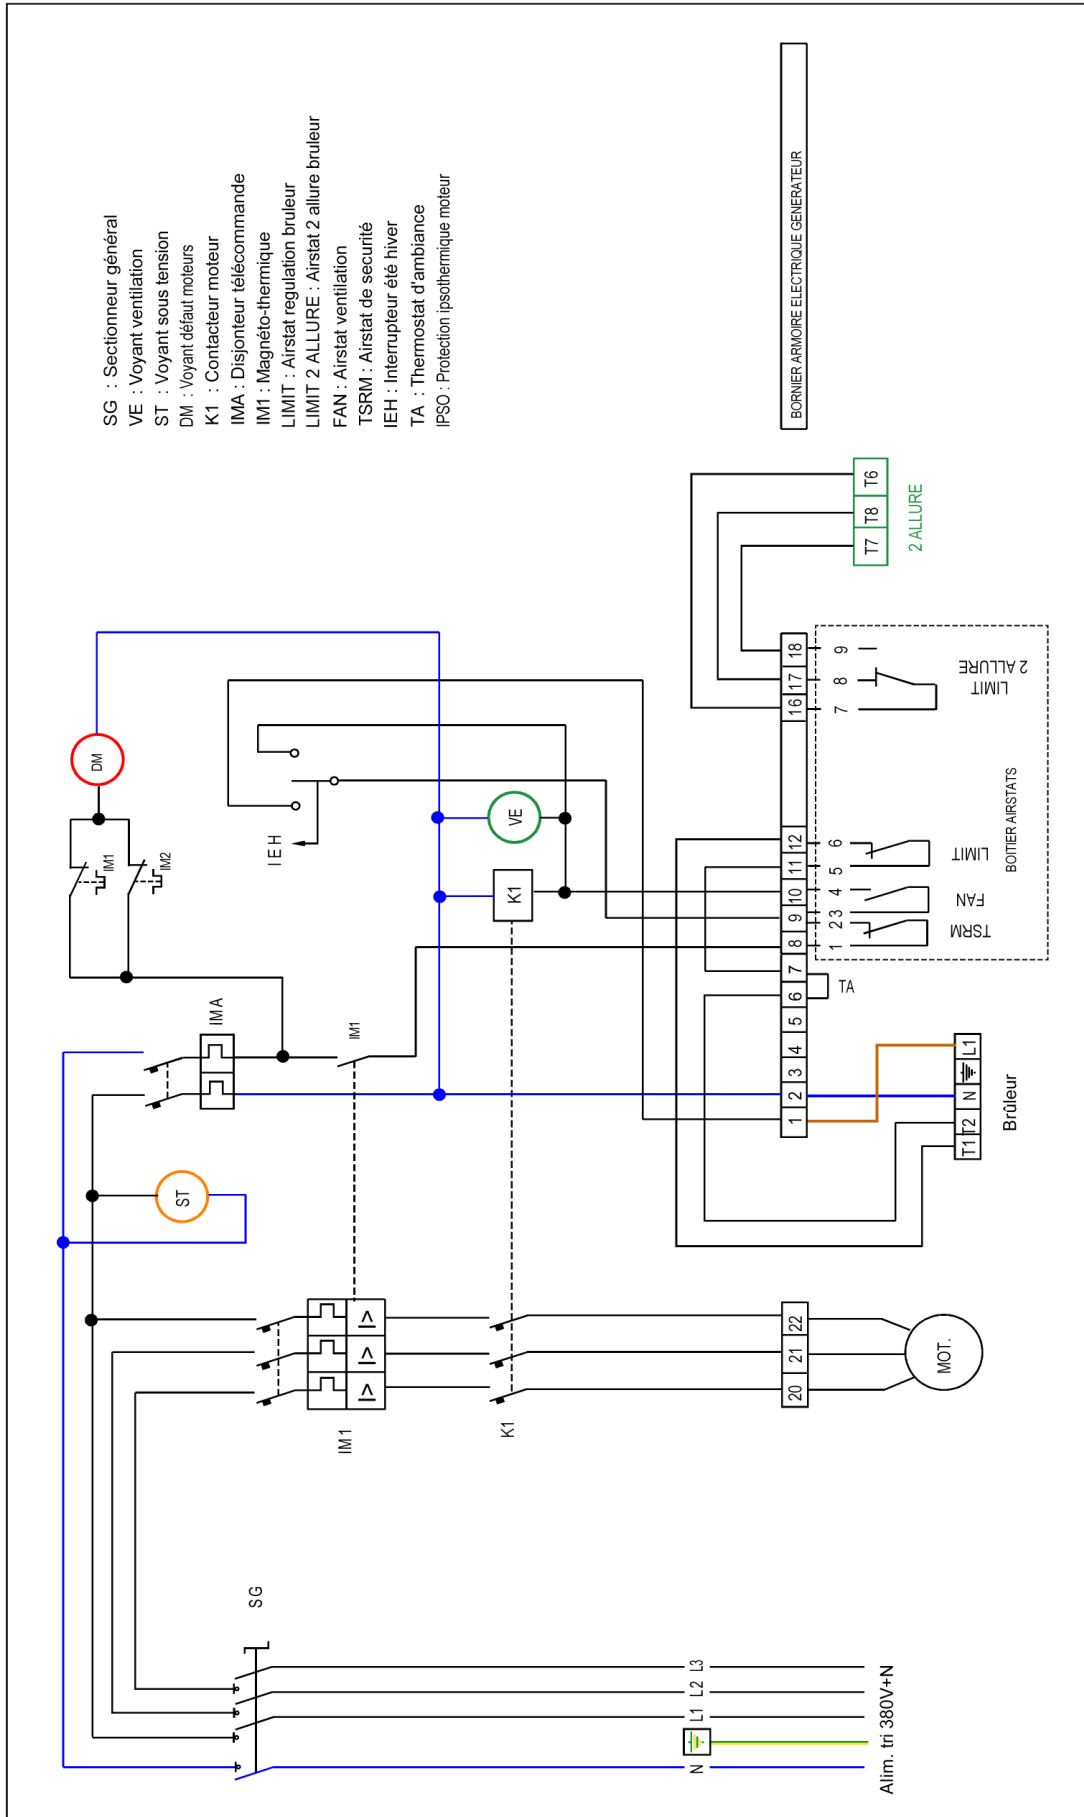 SG : Sectionneur général
VE : Voyant ventilation
ST : Voyant sous tension
DM : Voyant défaut moteurs
K1 : Contacteur moteur
IMA : Disjonteur télécommande
IM1 : Magnéto-thermique
LIMIT : Airstat regulation bruleur
LIMIT 2 ALLURE : Airstat 2 allure bruleur
FAN : Airstat ventilation
TSRM : Airstat de securité
IEH : Interrupteur été hiver
TA : Thermostat d'ambiance
IPSO : Protection ipsothermique moteur
BORNIER ARMOIRE ELECTRIQUE GENERATEUR
DM
IM1
IM2
IMA
IM1
IEH
ST
VE
K1
IM1
> > >
K1
SG
N
L1
L2
L3
Alim. tri 380V+N
20 21 22
MOT.
1 2 3 4 5 6 7 8 9 10 11 12 16 17 18
TA
1 2 3 4 5 6 7 8 9
TSRM
FAN
LIMIT
LIMIT
2 ALLURE
BOITIER AIRSTATS
T1 T2 N L1
Brûleur
T7 T8 T6
2 ALLURE